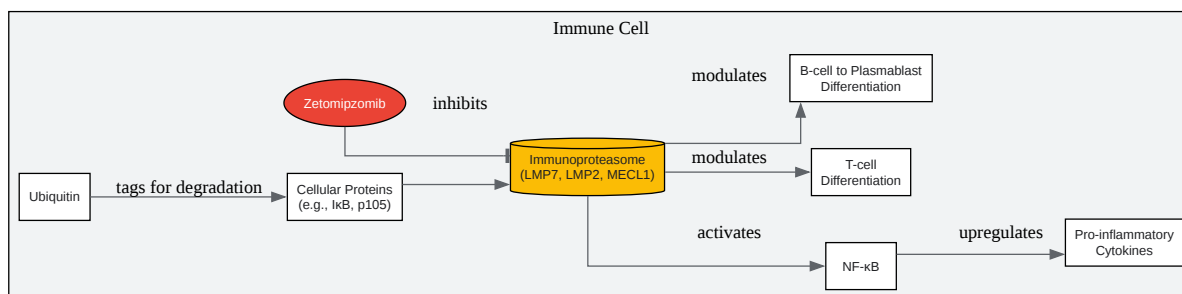 Immune Cell
modulates
B-cell to Plasmablast
Differentiation
Zetomipzomib
inhibits
Immunoproteasome
(LMP7, LMP2, MECL1)
modulates
T-cell
Differentiation
Ubiquitin
tags for degradation
Cellular Proteins
(e.g., IκB, p105)
activates
NF-κB
upregulates
Pro-inflammatory
Cytokines